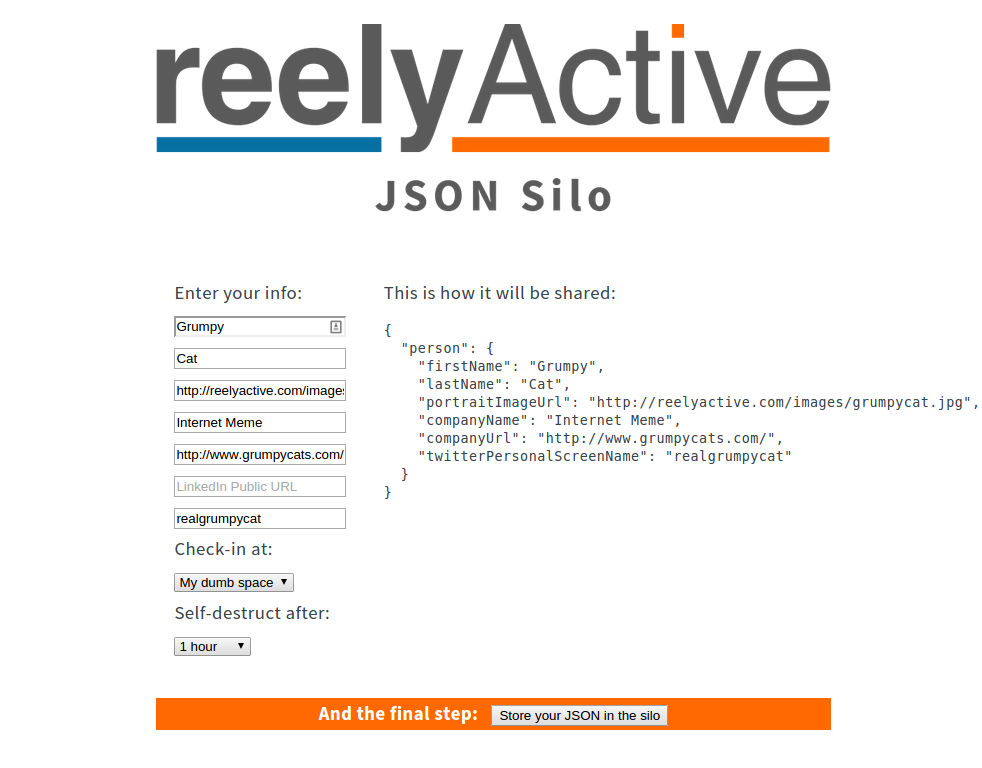 reelyActive
JSON Silo
Enter your info:
Grumpy
Cat
http://reelyactive.com/images
Internet Meme
http://www.grumpycats.com/
LinkedIn Public URL
realgrumpycat
Check-in at:
My dumb space
Self-destruct after:
1 hour
This is how it will be shared:
{
  "person": {
    "firstName": "Grumpy",
    "lastName": "Cat",
    "portraitImageUrl": "http://reelyactive.com/images/grumpycat.jpg",
    "companyName": "Internet Meme",
    "companyUrl": "http://www.grumpycats.com/",
    "twitterPersonalScreenName": "realgrumpycat"
  }
}
And the final step: Store your JSON in the silo